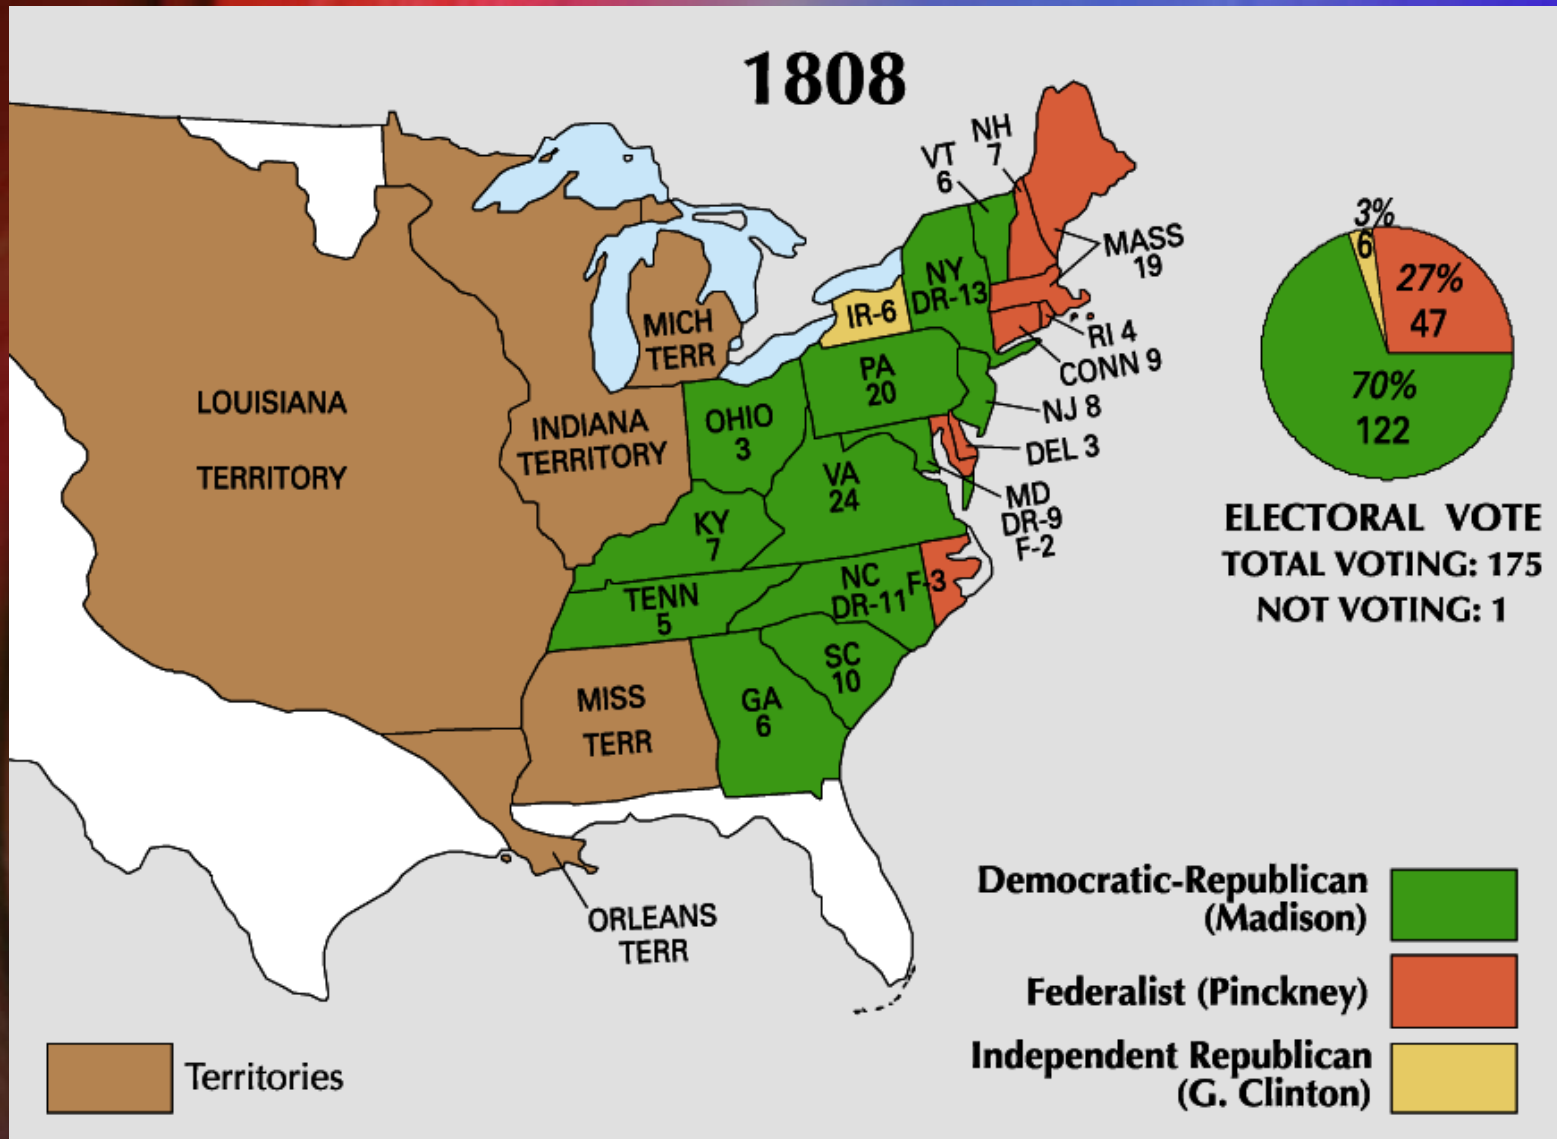 1808
NH
7
VT
6
MASS
19
NY
DR-13
IR-6
RI 4
CONN 9
NJ 8
DEL 3
MD
DR-9
F-2
PA
20
MICH
TERR
OHIO
3
INDIANA
TERRITORY
LOUISIANA
TERRITORY
VA
24
KY
7
NC
DR-11
F-3
TENN
5
SC
10
GA
6
MISS
TERR
ORLEANS
TERR
3%
6
27%
47
70%
122
ELECTORAL VOTE
TOTAL VOTING: 175
NOT VOTING: 1
Democratic-Republican
(Madison)
Federalist (Pinckney)
Independent Republican
(G. Clinton)
Territories